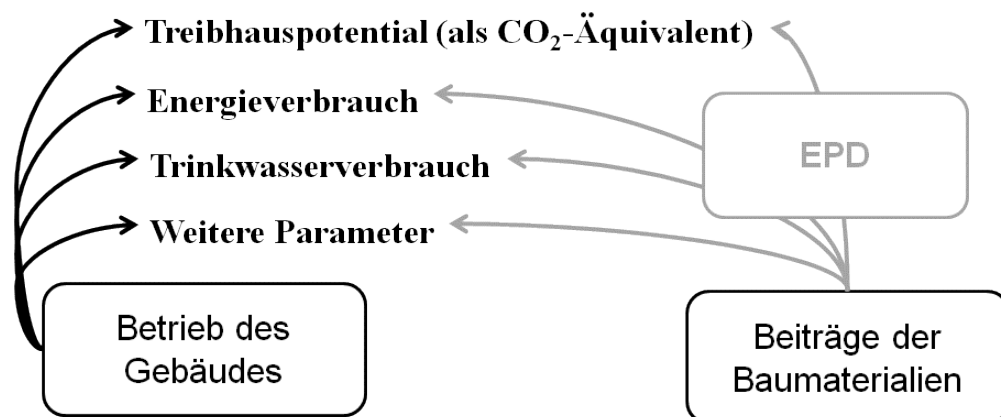 Treibhauspotential (als CO₂-Äquivalent)
Energieverbrauch
EPD
Trinkwasserverbrauch
Weitere Parameter
Betrieb des
Gebäudes
Beiträge der
Baumaterialien